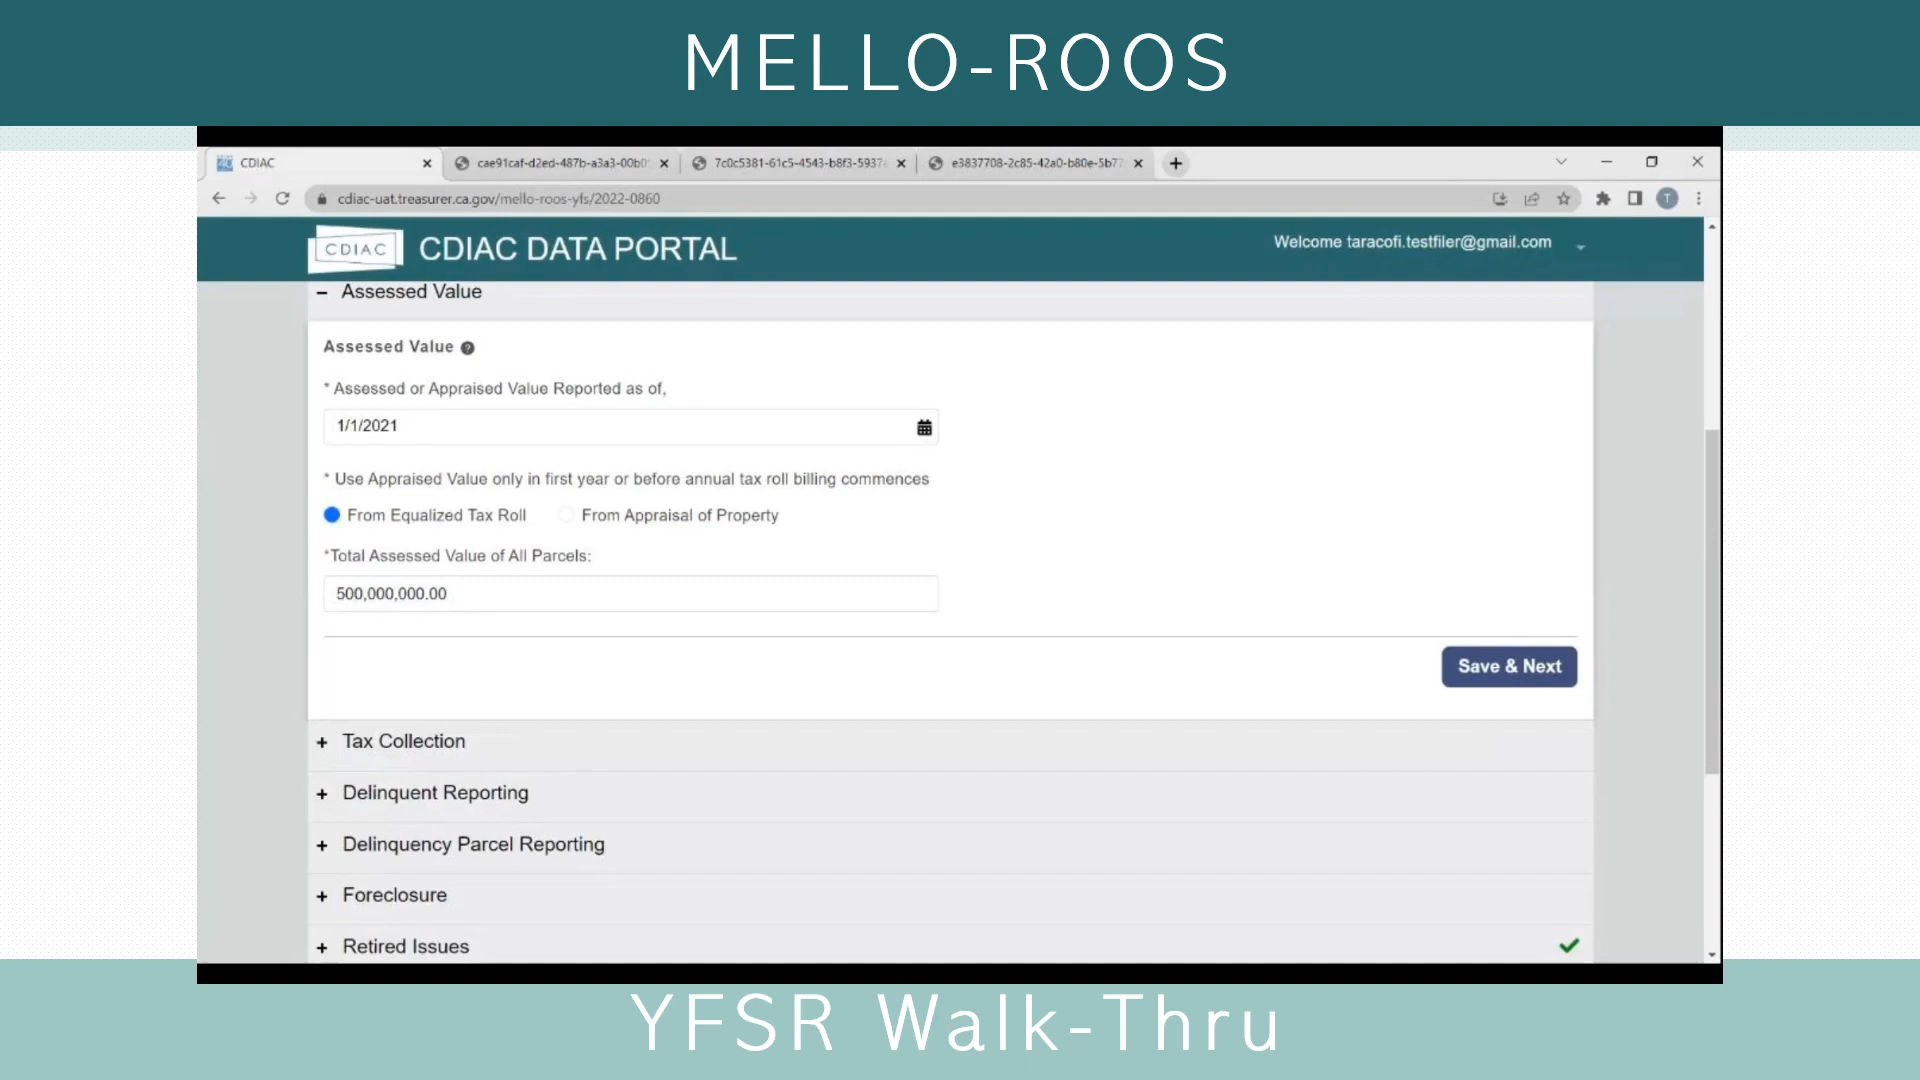 MELLO-ROOS
CDIAC
cae91caf-d2ed-487b-a3a3-00b0
7c0c5381-61c5-4543-b8f3-5937
e3837708-2c85-42a0-b80e-5b77
cdiac-uat.treasurer.ca.gov/mello-roos-yfs/2022-0860
T
CDIAC
CDIAC DATA PORTAL
Welcome taracofi.testfiler@gmail.com
Assessed Value
Assessed Value
* Assessed or Appraised Value Reported as of,
1/1/2021
* Use Appraised Value only in first year or before annual tax roll billing commences
From Equalized Tax Roll From Appraisal of Property
*Total Assessed Value of All Parcels:
500,000,000.00
Save & Next
+ Tax Collection
+ Delinquent Reporting
+ Delinquency Parcel Reporting
+ Foreclosure
+ Retired Issues
YFSR Walk-Thru